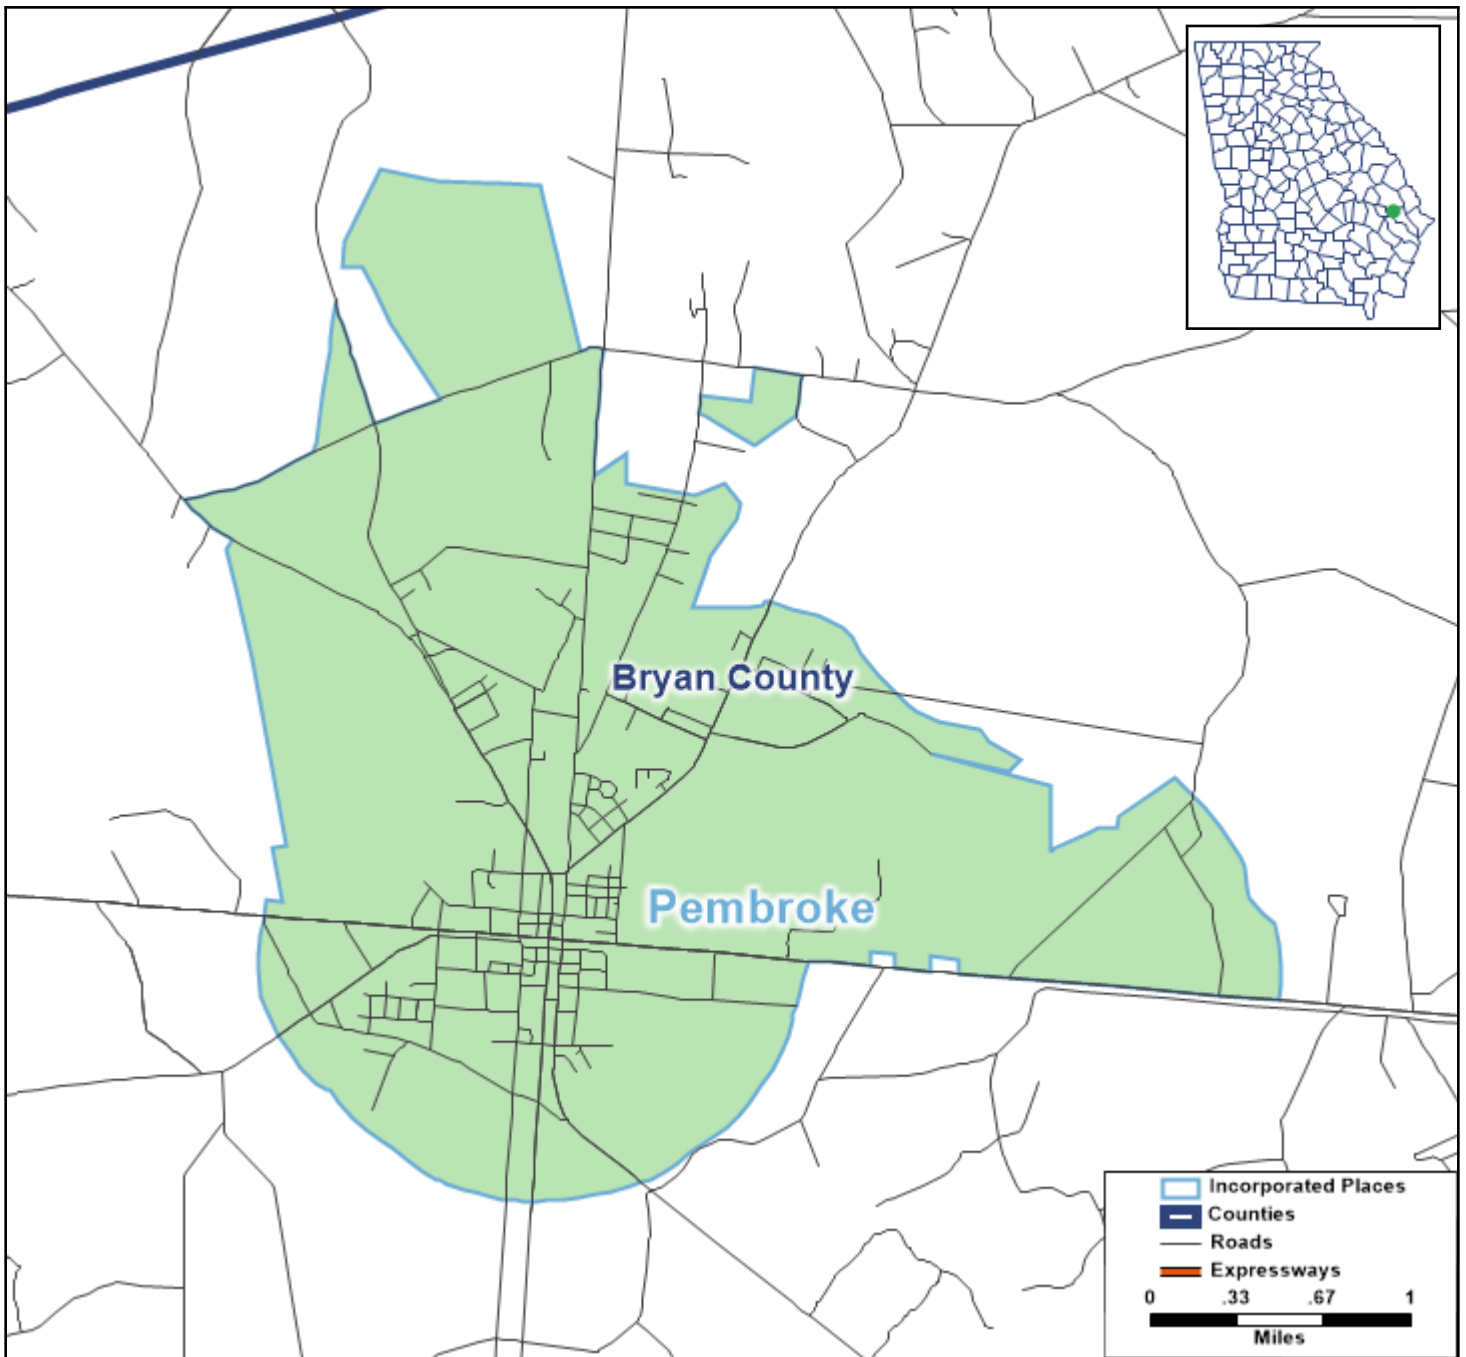 Bryan County
Pembroke
Incorporated Places
Counties
Roads
Expressways
0 .33 .67 1
Miles